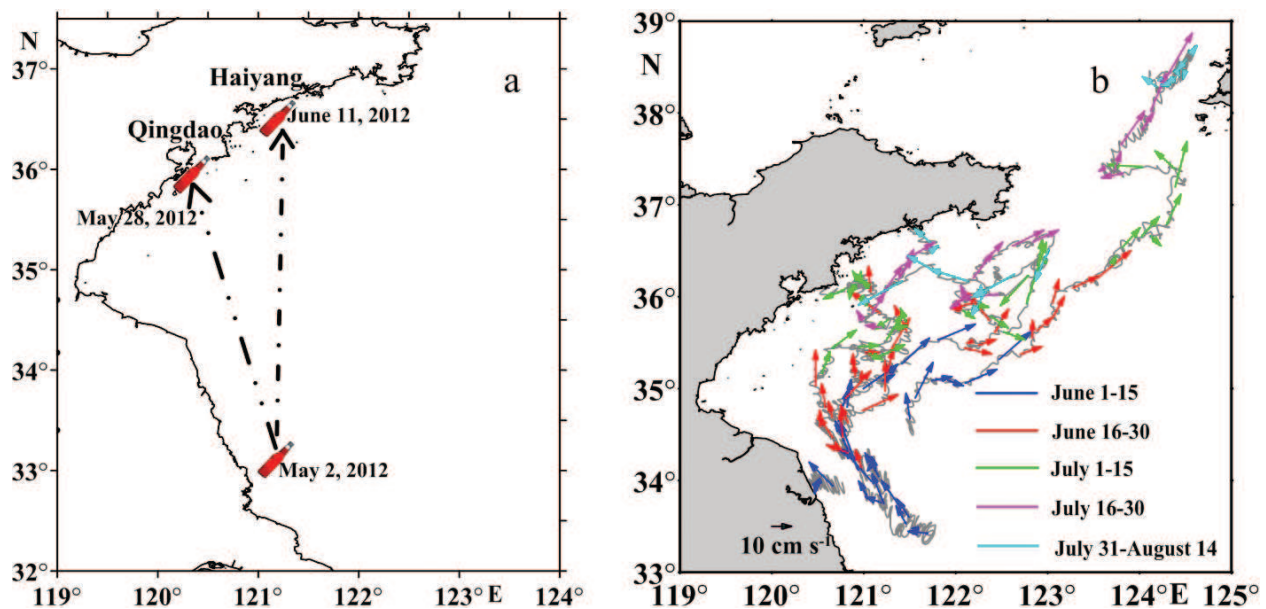 N
37°
36°
35°
34°
33°
32°
119°
120°
121°
122°
123°
E
124°
a
Haiyang
June 11, 2012
Qingdao
May 28, 2012
May 2, 2012
39°
N
38°
37°
36°
35°
34°
33°
119°
120°
121°
122°
123°
124°
E
125°
b
June 1-15
June 16-30
July 1-15
July 16-30
July 31-August 14
10 cm s-1